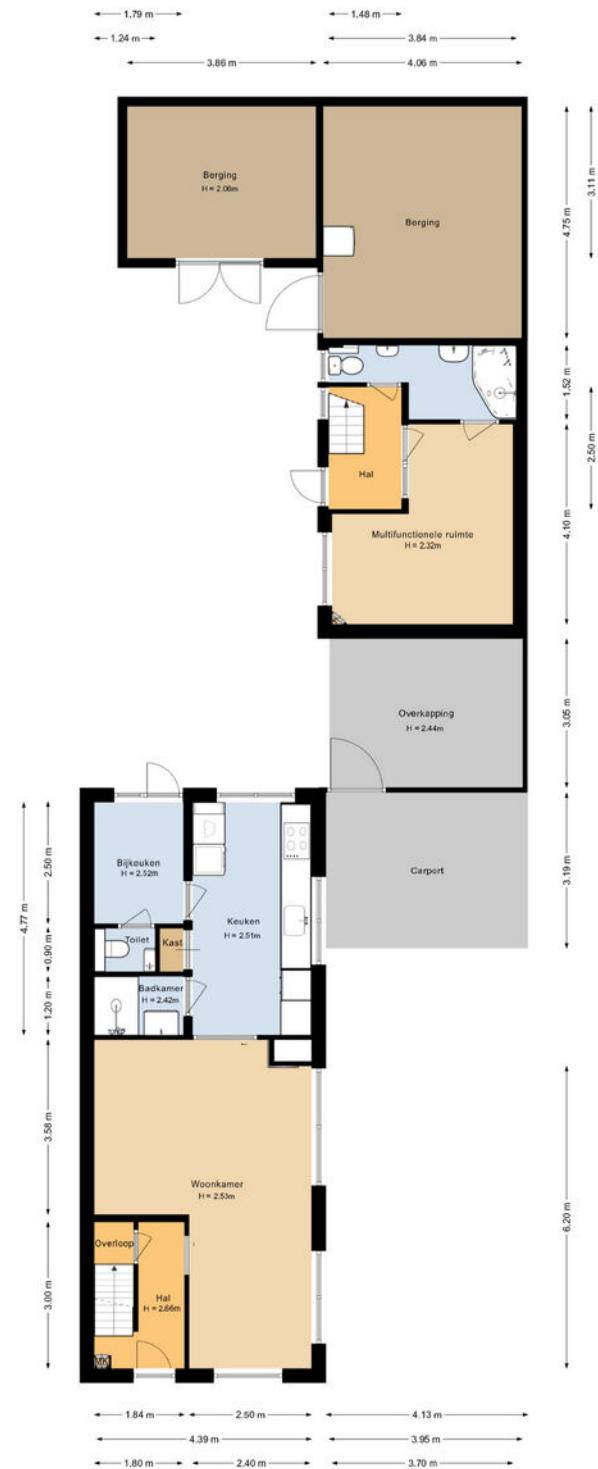 1.79 m
1.48 m
1.24 m
3.84 m
3.86 m
4.06 m
Berging
H = 2.06m
Berging
3.11 m
4.75 m
1.52 m
2.50 m
4.10 m
Hal
Multifunctionele ruimte
H = 2.32m
Overkapping
H = 2.44m
3.05 m
Carport
3.19 m
Bijkeuken
H = 2.52m
Keuken
H = 2.51m
Toilet
Kast
Badkamer
H = 2.42m
2.50 m
4.77 m
0.90 m
1.20 m
Woonkamer
H = 2.53m
3.58 m
6.20 m
Overloop
Hal
H = 2.66m
MK
3.00 m
1.84 m
2.50 m
4.13 m
4.39 m
3.95 m
1.80 m
2.40 m
3.70 m